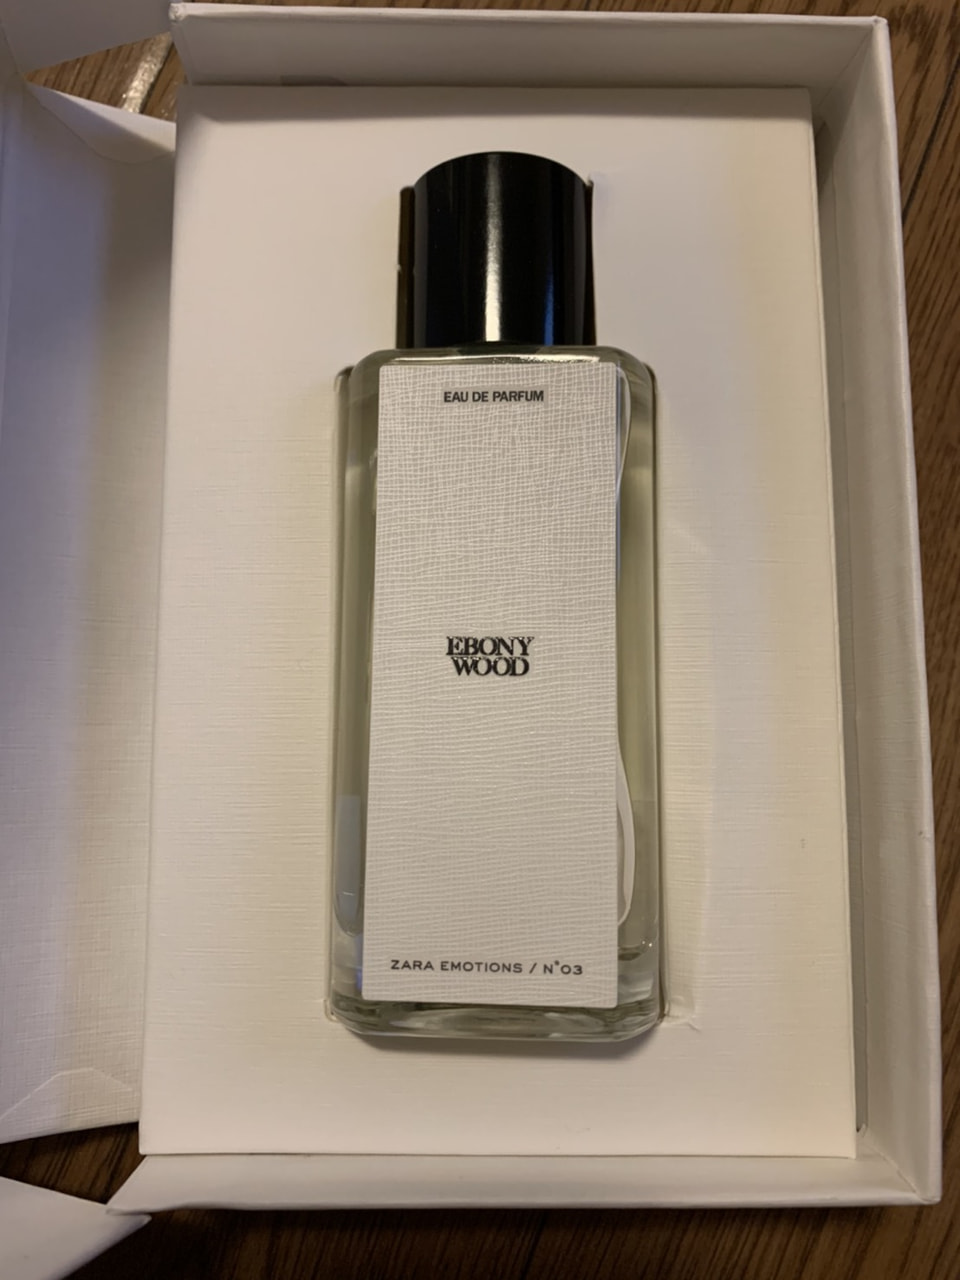 EAU DE PARFUM
EBONY
WOOD
ZARA EMOTIONS / N°03